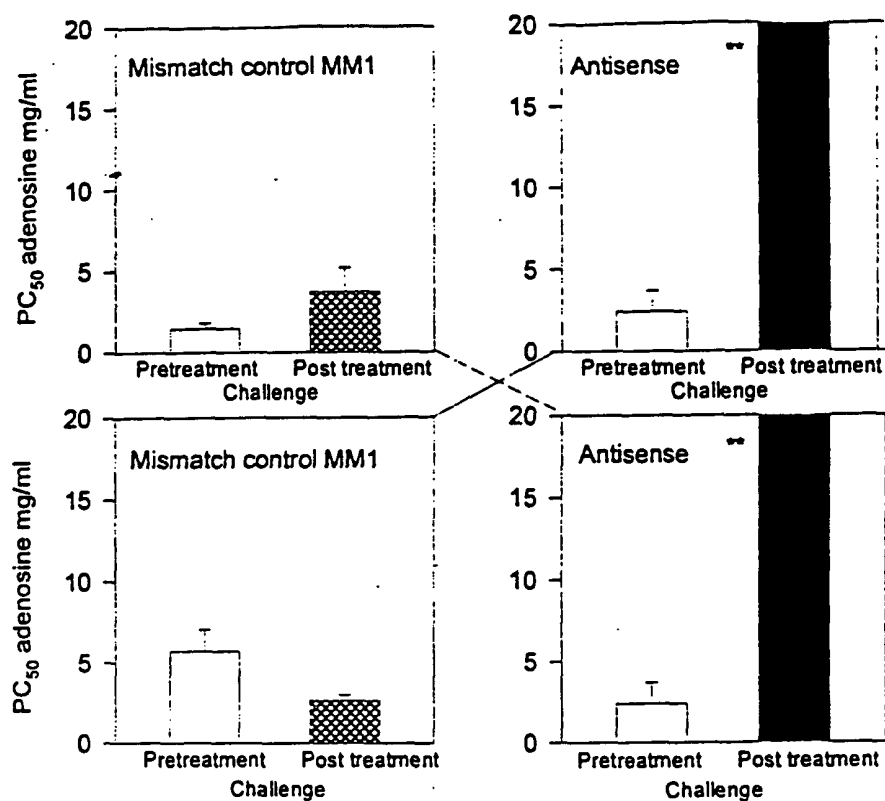 20
Mismatch control MM1
15
10
5
0
PC50 adenosine mg/ml
Pretreatment Post treatment
Challenge
20
Antisense **
15
10
5
0
Pretreatment Post treatment
Challenge
20
Mismatch control MM1
15
10
5
0
PC50 adenosine mg/ml
Pretreatment Post treatment
Challenge
20
Antisense **
15
10
5
0
Pretreatment Post treatment
Challenge